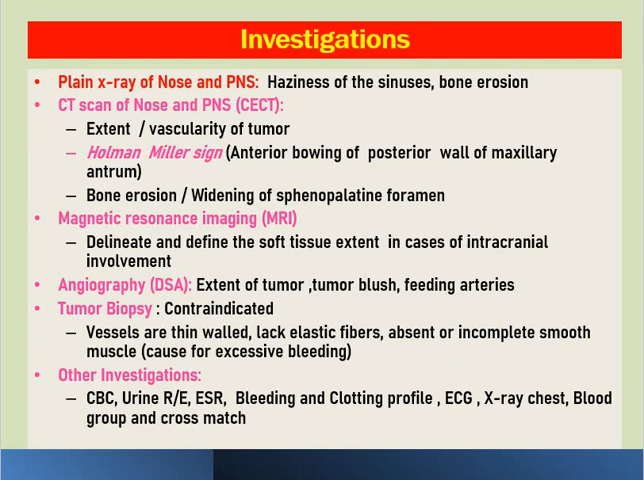 Investigations
• Plain x-ray of Nose and PNS: Haziness of the sinuses, bone erosion
• CT scan of Nose and PNS (CECT):
– Extent / vascularity of tumor
– Holman Miller sign (Anterior bowing of posterior wall of maxillary
antrum)
– Bone erosion / Widening of sphenopalatine foramen
• Magnetic resonance imaging (MRI)
– Delineate and define the soft tissue extent in cases of intracranial
involvement
• Angiography (DSA): Extent of tumor ,tumor blush, feeding arteries
• Tumor Biopsy : Contraindicated
– Vessels are thin walled, lack elastic fibers, absent or incomplete smooth
muscle (cause for excessive bleeding)
• Other Investigations:
– CBC, Urine R/E, ESR, Bleeding and Clotting profile , ECG , X-ray chest, Blood
group and cross match